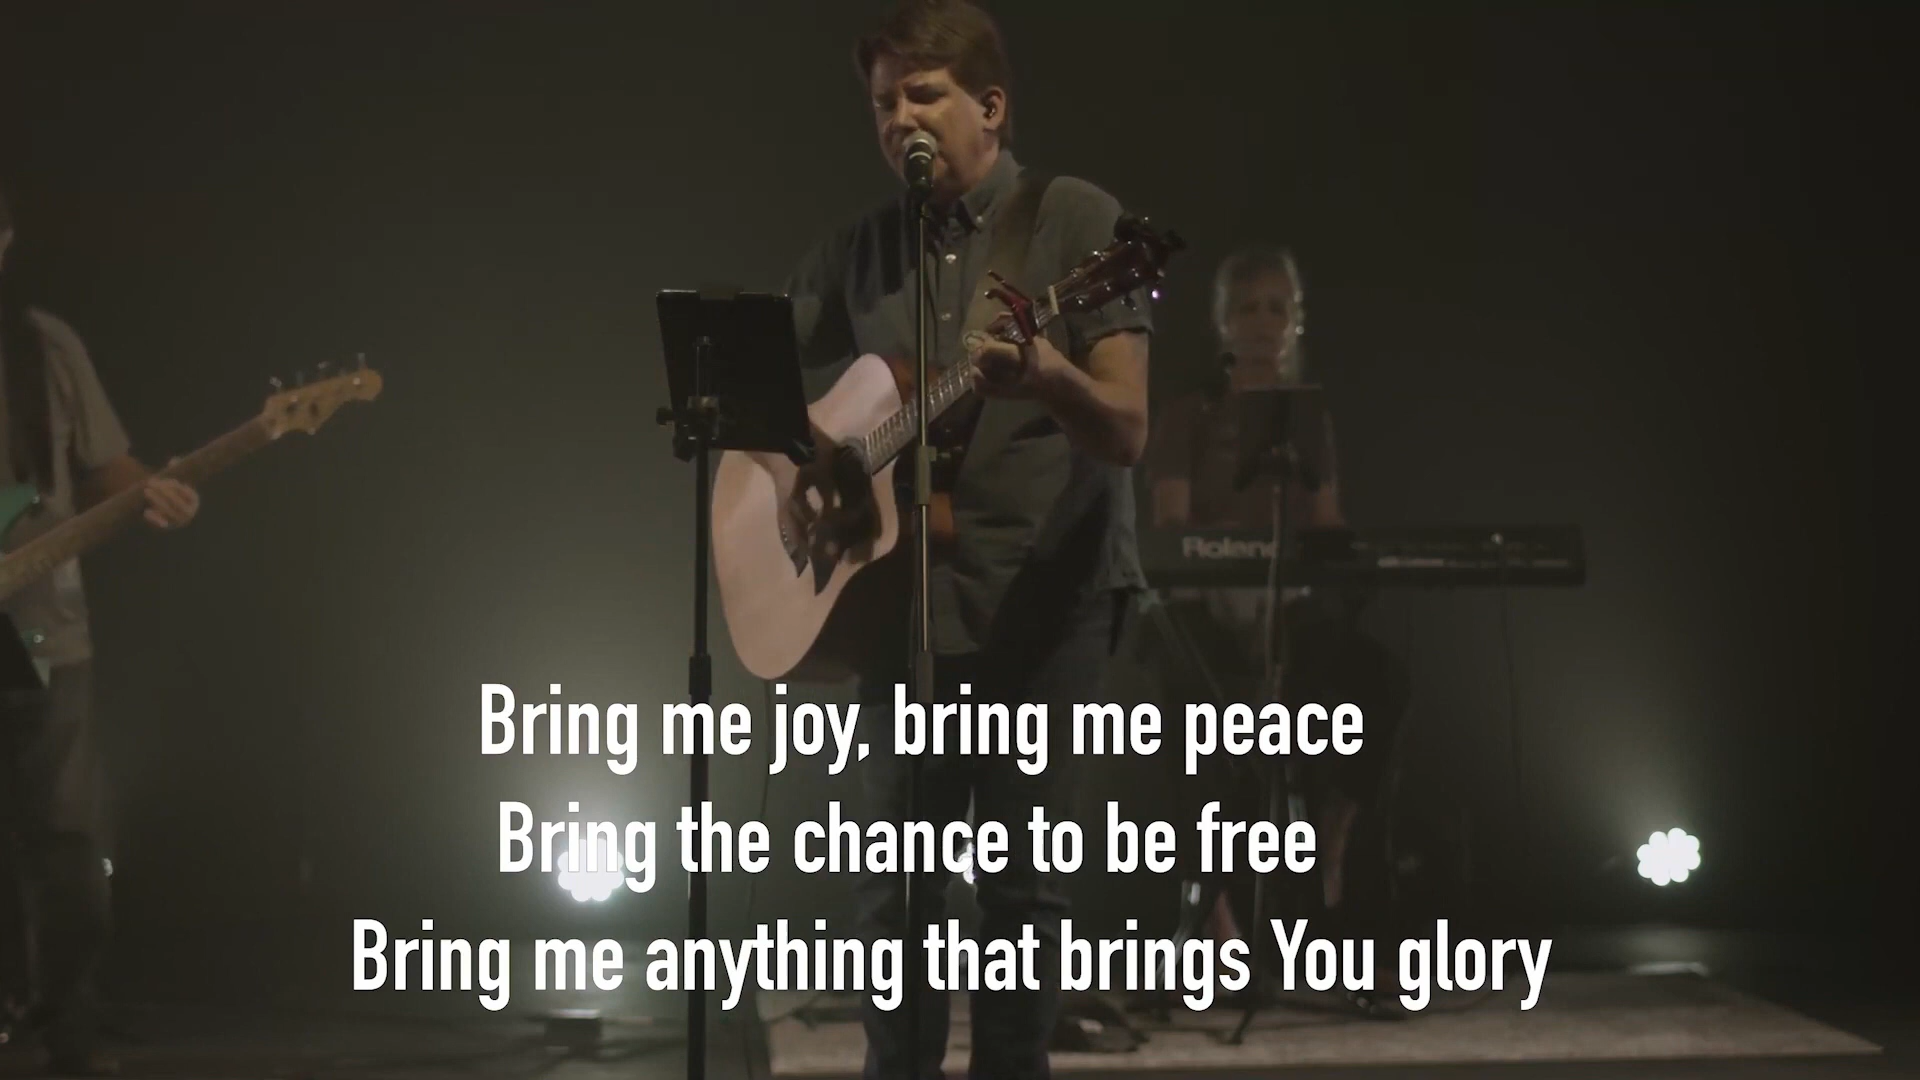 Roland
Bring me joy, bring me peace
Bring the chance to be free
Bring me anything that brings You glory